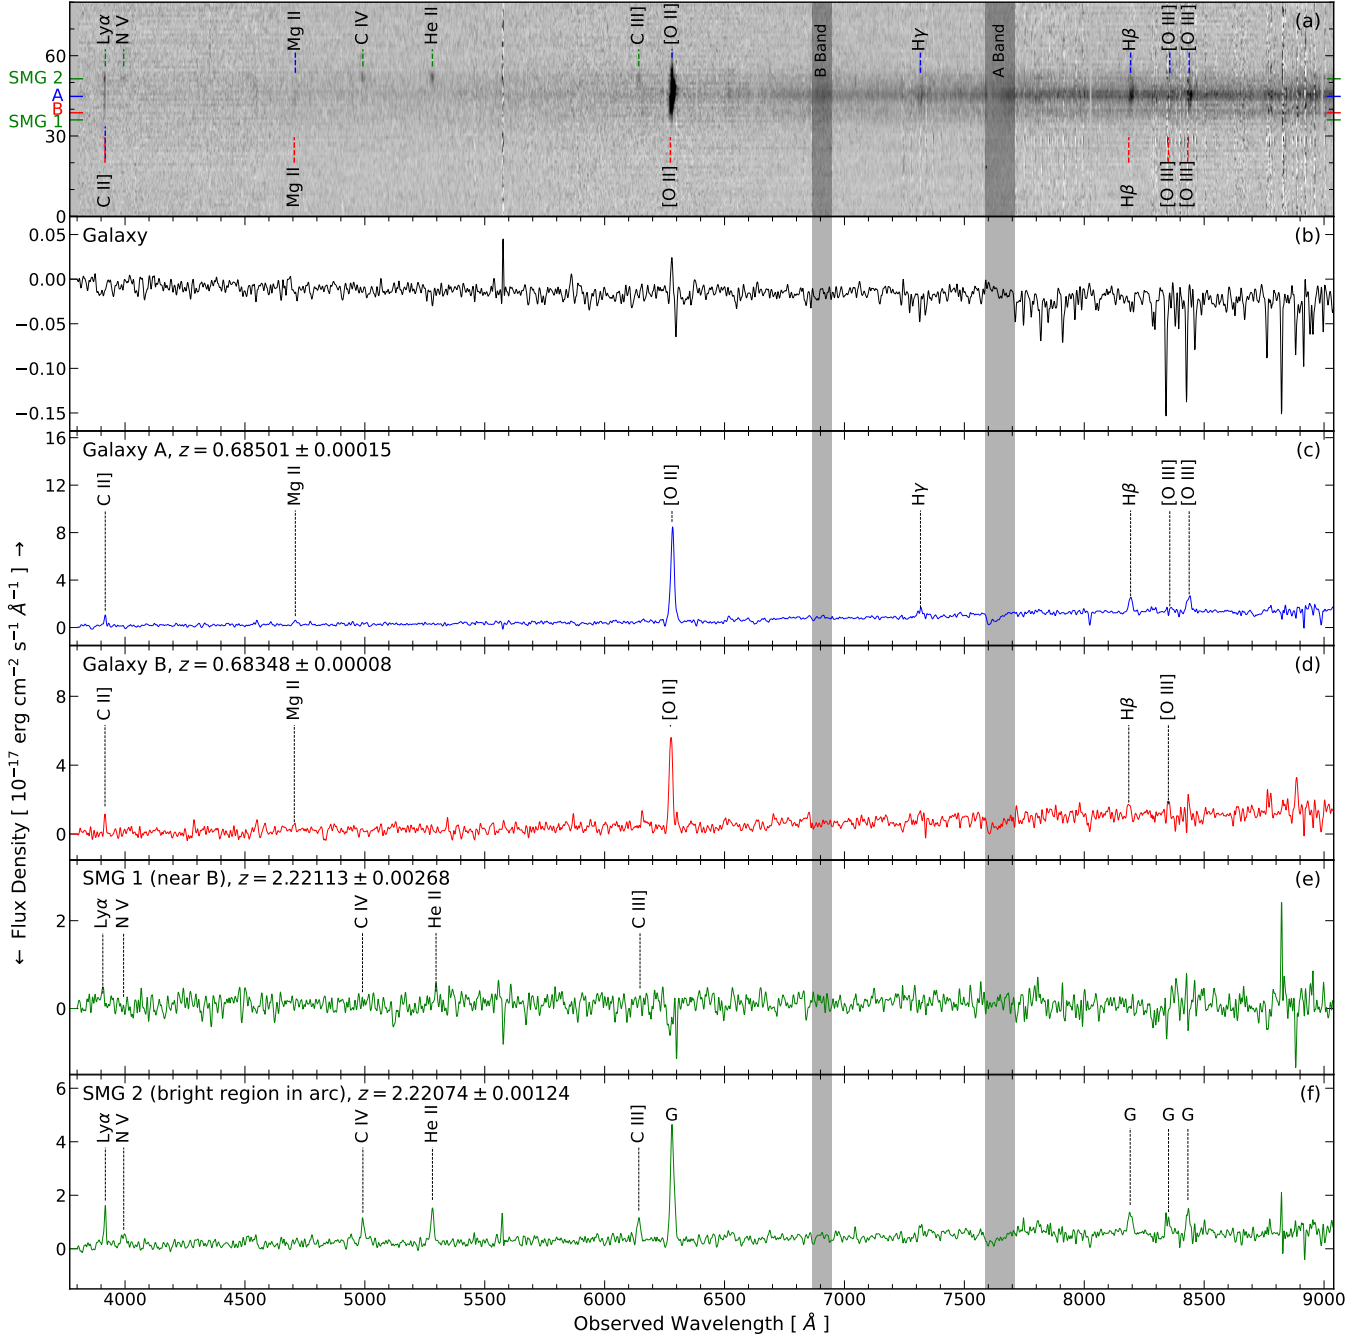 (a)
Lyα N V Mg II C IV He II C III] [O II] B Band Hγ A Band Hβ [O III] [O III]
60
SMG 2
A
B
SMG 1
30
C II] Mg II [O II] Hβ [O III] [O III]
0
Galaxy (b)
0.05
0.00
−0.05
−0.10
−0.15
Galaxy A, z = 0.68501 ± 0.00015 (c)
16
12
8
4
0
C II] Mg II [O II] Hγ Hβ [O III] [O III]
Galaxy B, z = 0.68348 ± 0.00008 (d)
8
4
0
C II] Mg II [O II] Hβ [O III]
SMG 1 (near B), z = 2.22113 ± 0.00268 (e)
2
0
Lyα N V C IV He II C III]
SMG 2 (bright region in arc), z = 2.22074 ± 0.00124 (f)
6
4
2
0
Lyα N V C IV He II C III] G G G G
4000 4500 5000 5500 6000 6500 7000 7500 8000 8500 9000
Observed Wavelength [ Å ]
← Flux Density [ 10⁻¹⁷ erg cm⁻² s⁻¹ Å⁻¹ ] →